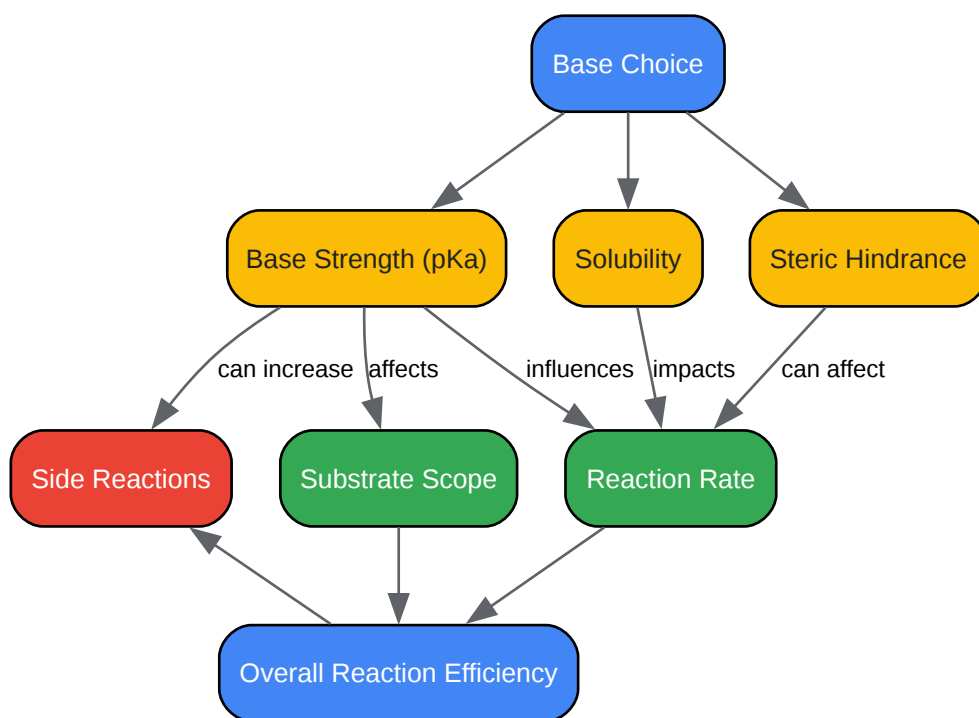 Base Choice
Base Strength (pKa)
Solubility
Steric Hindrance
can increase
affects
influences
impacts
can affect
Side Reactions
Substrate Scope
Reaction Rate
Overall Reaction Efficiency